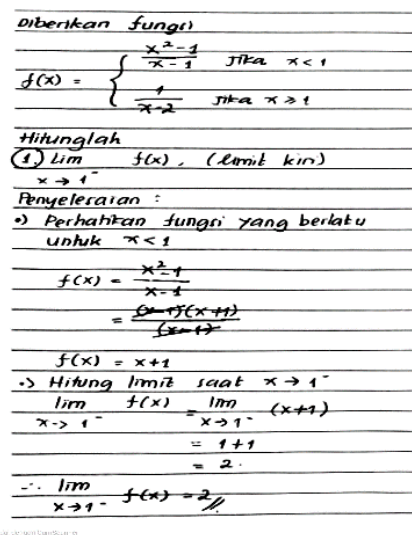 Diberikan fungsi
f(x) = { x²-1 / x-1 jika x < 1
1 / x-2 jika x ≥ 1
Hitunglah
① Lim f(x). (limit kiri)
x → 1⁻
Penyelesaian :
•) Perhatikan fungsi yang berlaku
untuk x < 1
f(x) = x²-1 / x-1
= (x-1)(x+1) / (x-1)
f(x) = x+1
•) Hitung limit saat x → 1⁻
lim f(x) = lim (x+1)
x -> 1⁻ x → 1⁻
= 1+1
= 2.
∴ lim f(x) = 2//
x → 1⁻